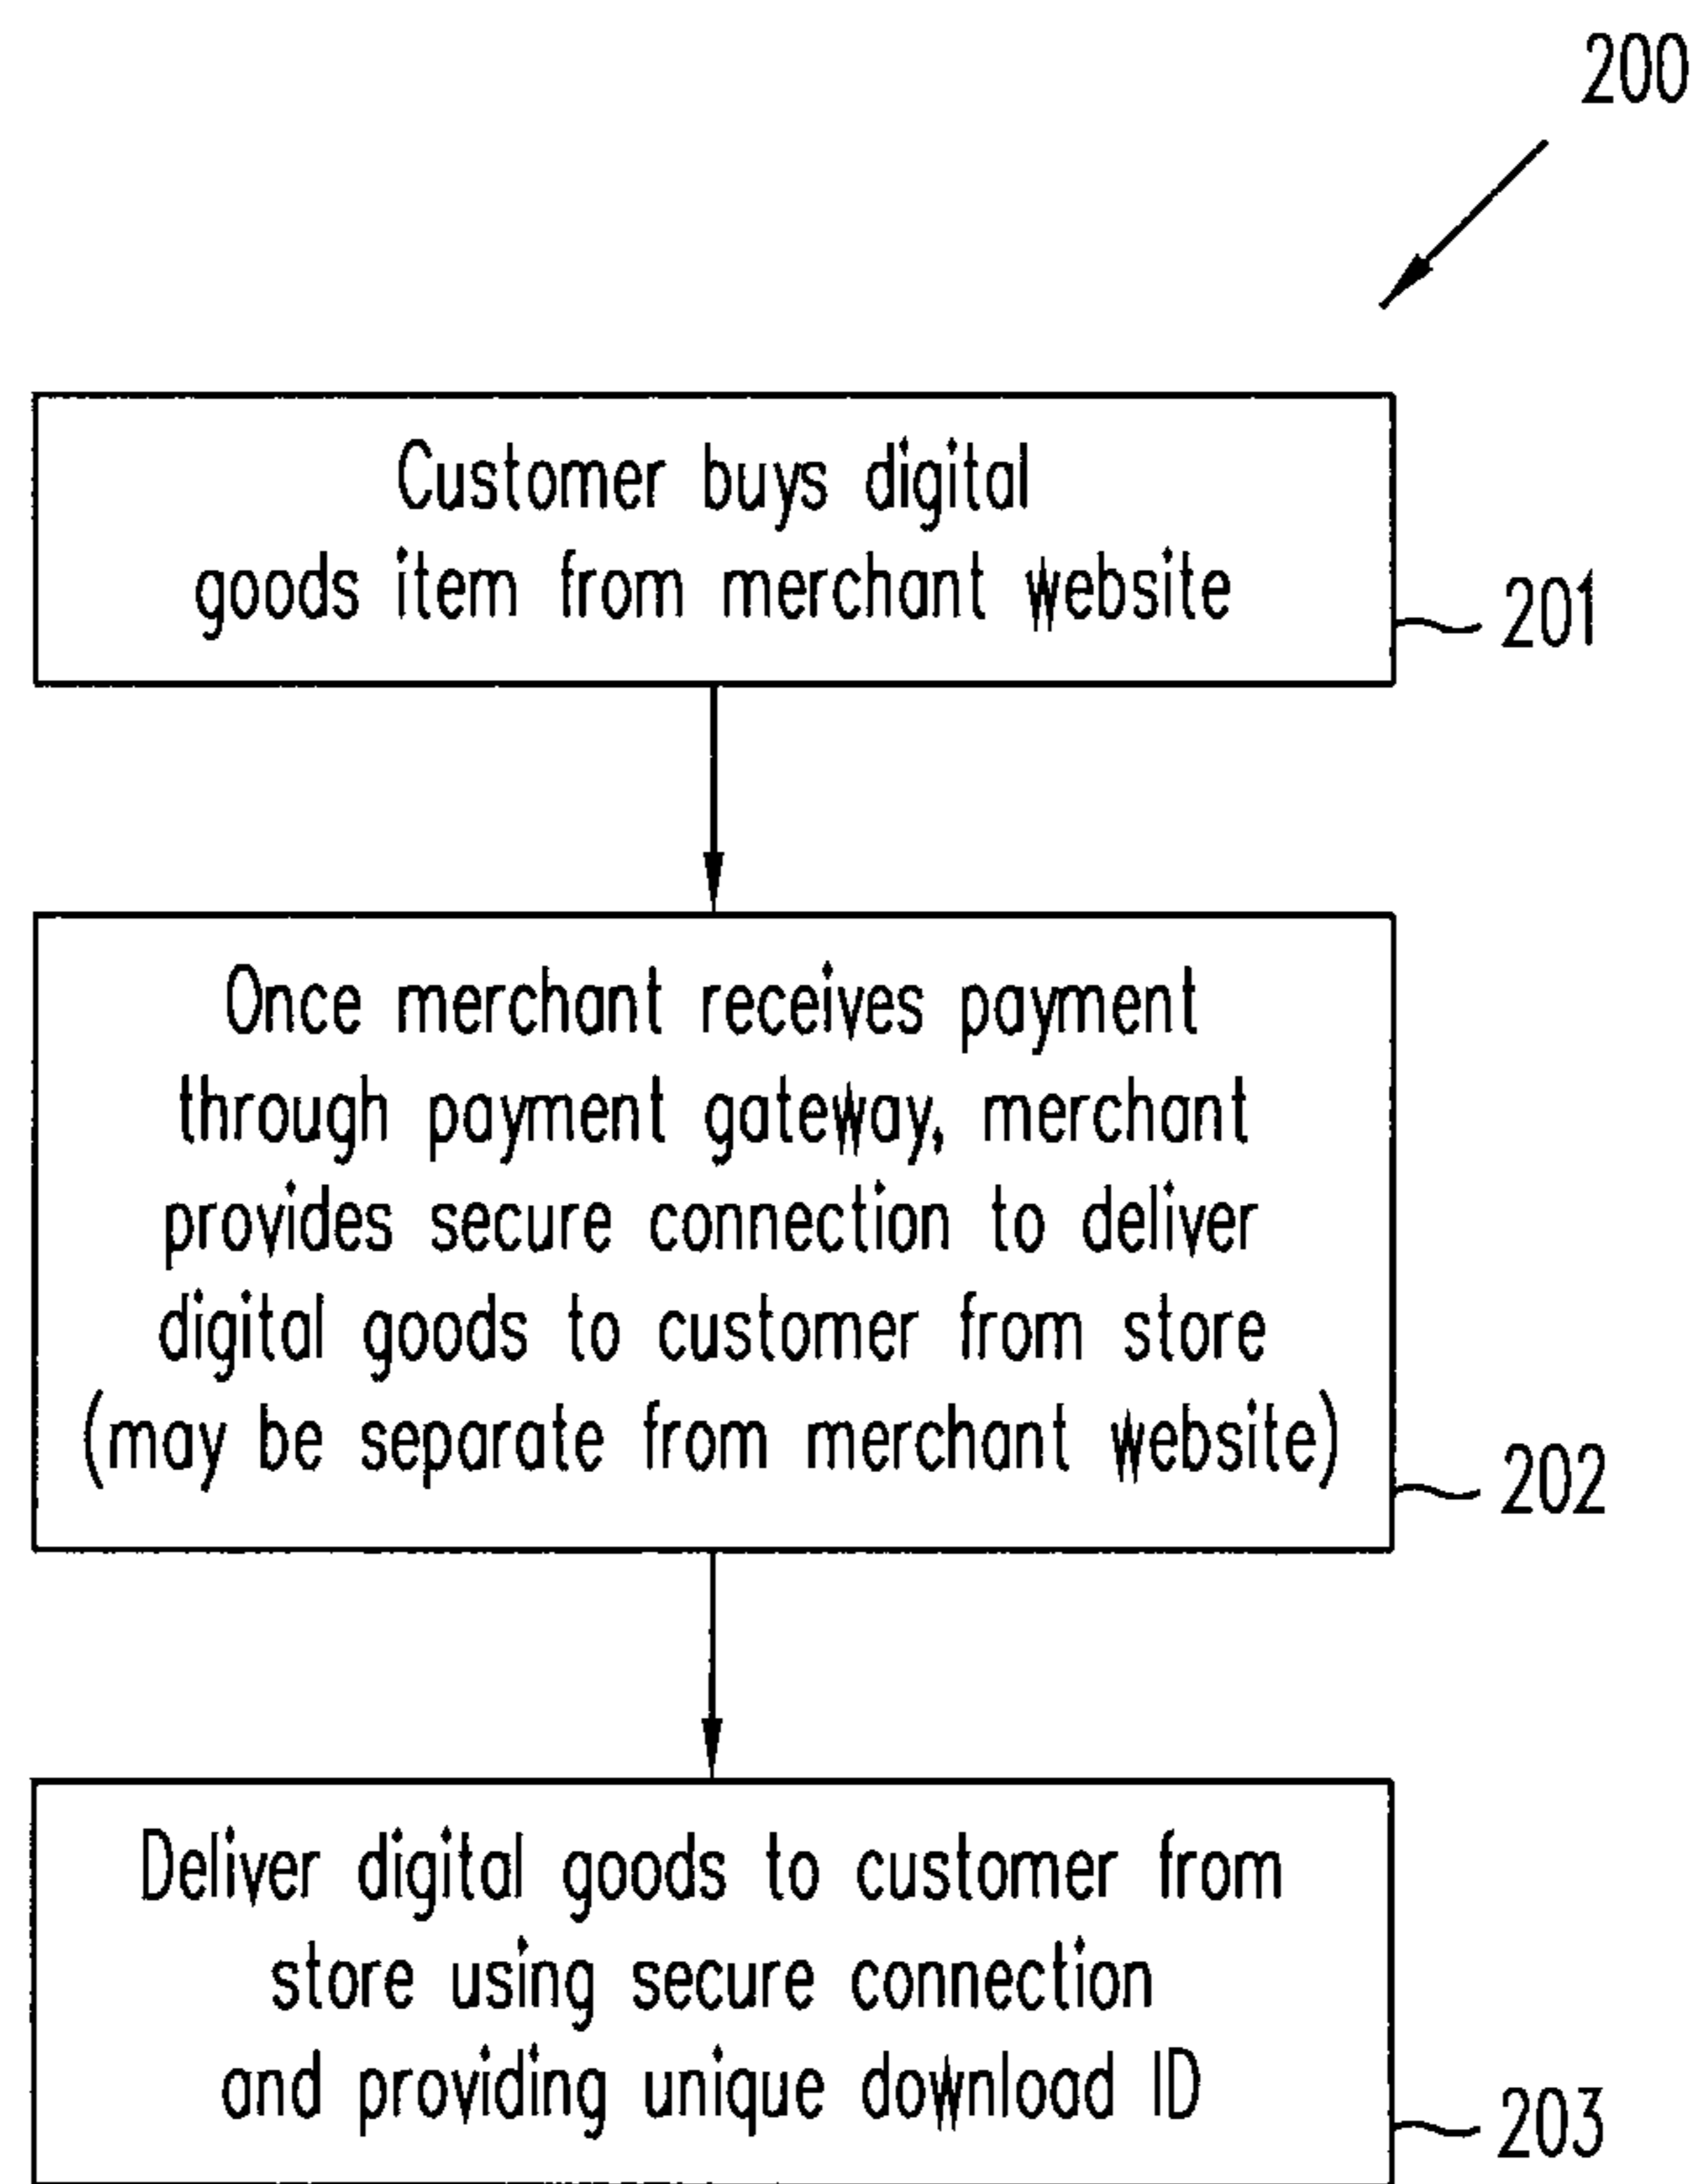 200
Customer buys digital
goods item from merchant website
201
Once merchant receives payment
through payment gateway, merchant
provides secure connection to deliver
digital goods to customer from store
(may be separate from merchant website)
202
Deliver digital goods to customer from
store using secure connection
and providing unique download ID
203